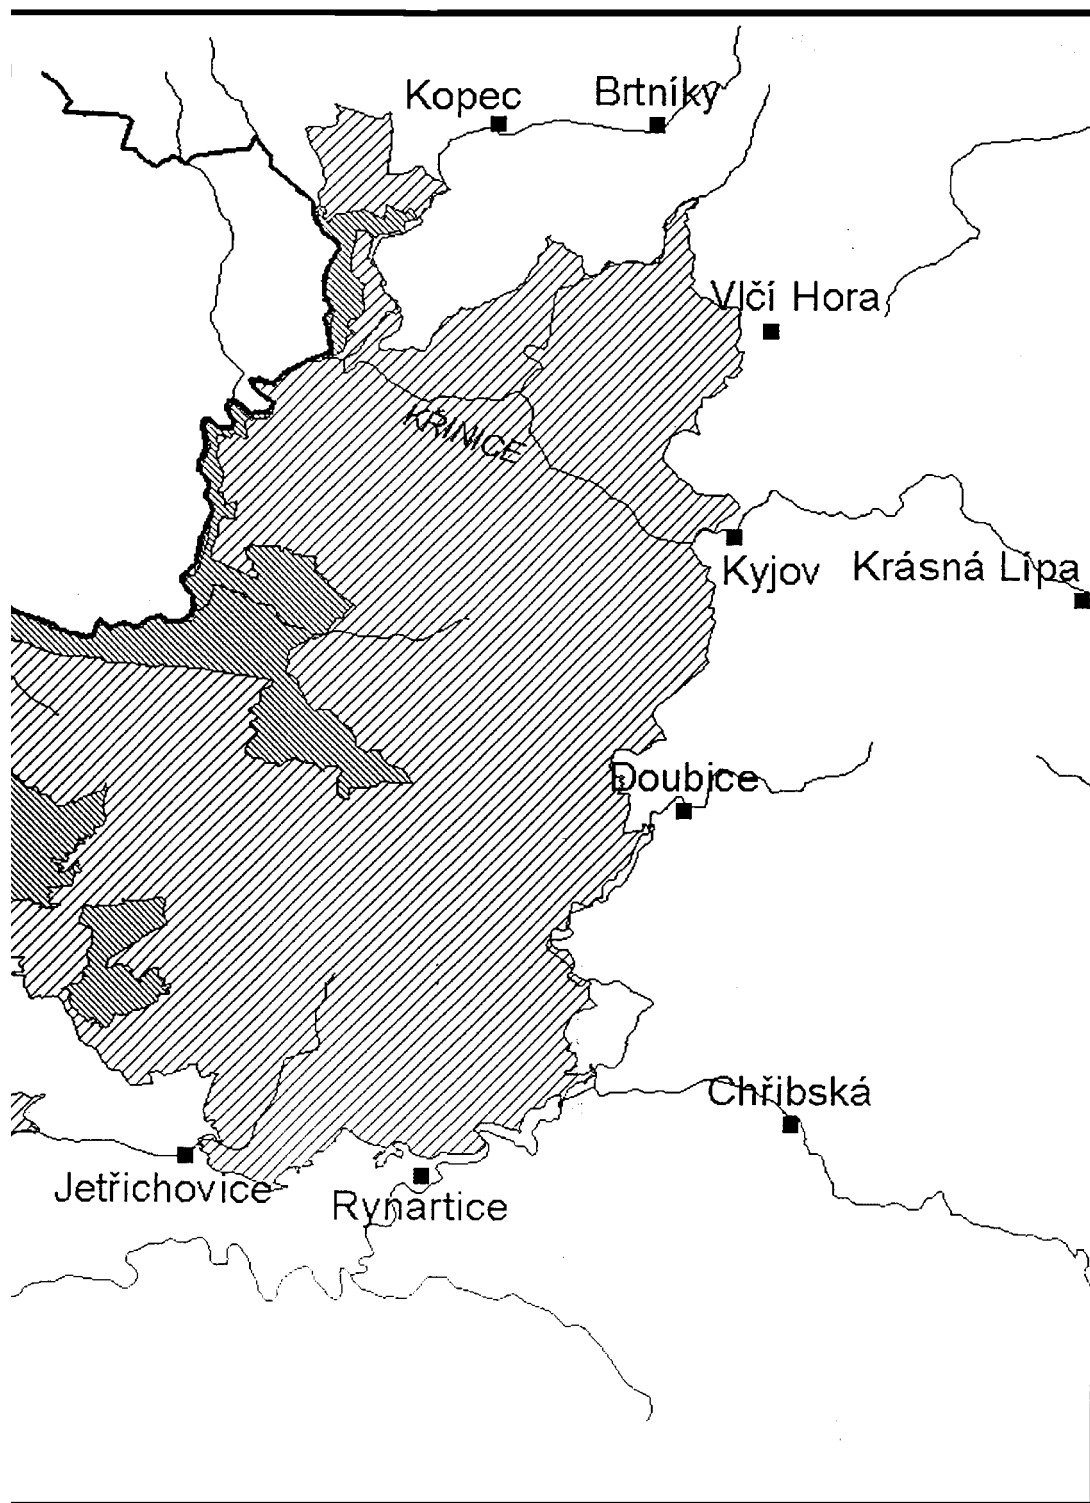 Kopec
Brtníky
Vlčí Hora
KŘINICE
Kyjov
Krásná Lípa
Doubice
Chřibská
Jetřichovice
Rynartice